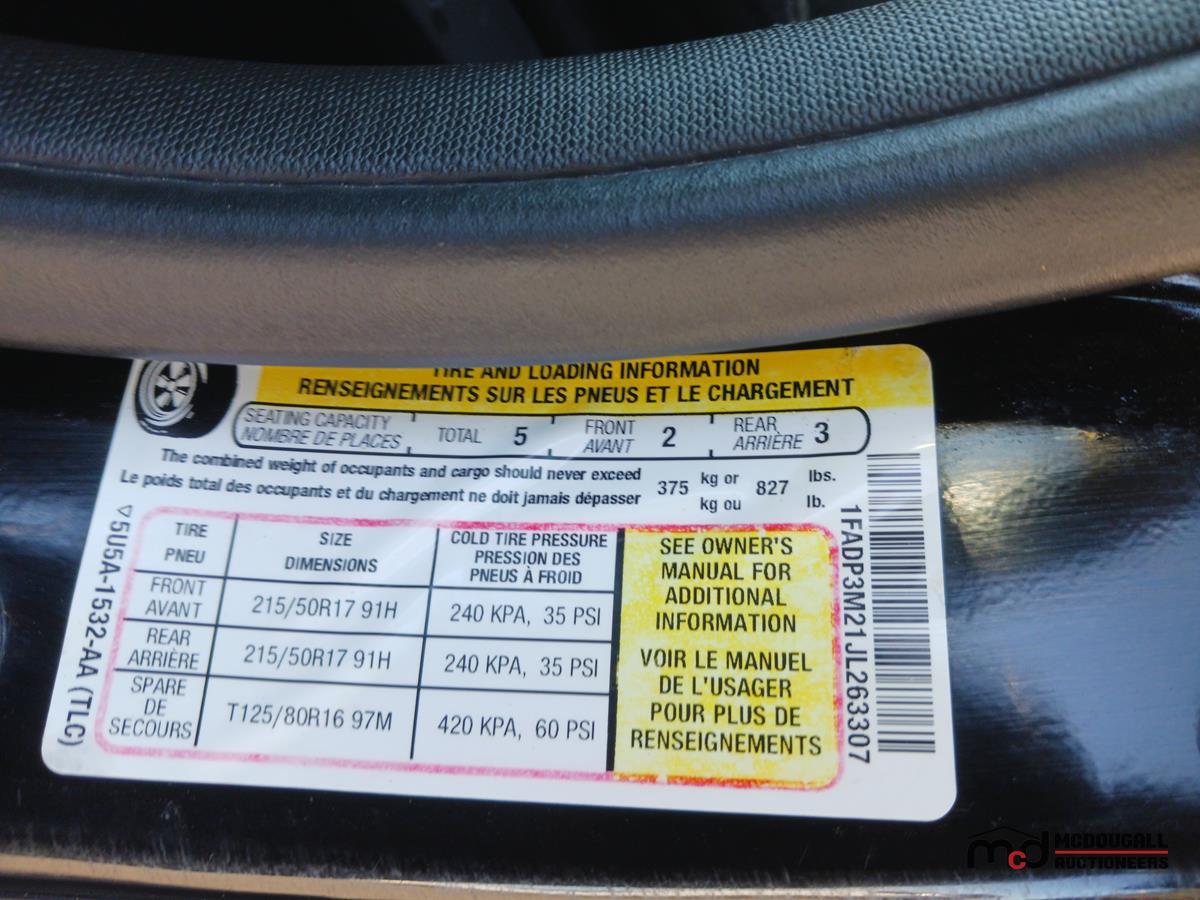 TIRE AND LOADING INFORMATION
RENSEIGNEMENTS SUR LES PNEUS ET LE CHARGEMENT
SEATING CAPACITY
NOMBRE DE PLACES
TOTAL 5
FRONT
AVANT 2
REAR
ARRIÈRE 3
The combined weight of occupants and cargo should never exceed
Le poids total des occupants et du chargement ne doit jamais dépasser
375 kg or 827 lbs.
kg ou lb.
TIRE
PNEU
SIZE
DIMENSIONS
COLD TIRE PRESSURE
PRESSION DES
PNEUS À FROID
FRONT
AVANT
215/50R17 91H
240 KPA, 35 PSI
REAR
ARRIÈRE
215/50R17 91H
240 KPA, 35 PSI
SPARE
DE
SECOURS
T125/80R16 97M
420 KPA, 60 PSI
SEE OWNER'S
MANUAL FOR
ADDITIONAL
INFORMATION
VOIR LE MANUEL
DE L'USAGER
POUR PLUS DE
RENSEIGNEMENTS
▽5U5A-1532-AA (TLC)
1FADP3M21JL263307
mcd
MCDOUGALL
AUCTIONEERS